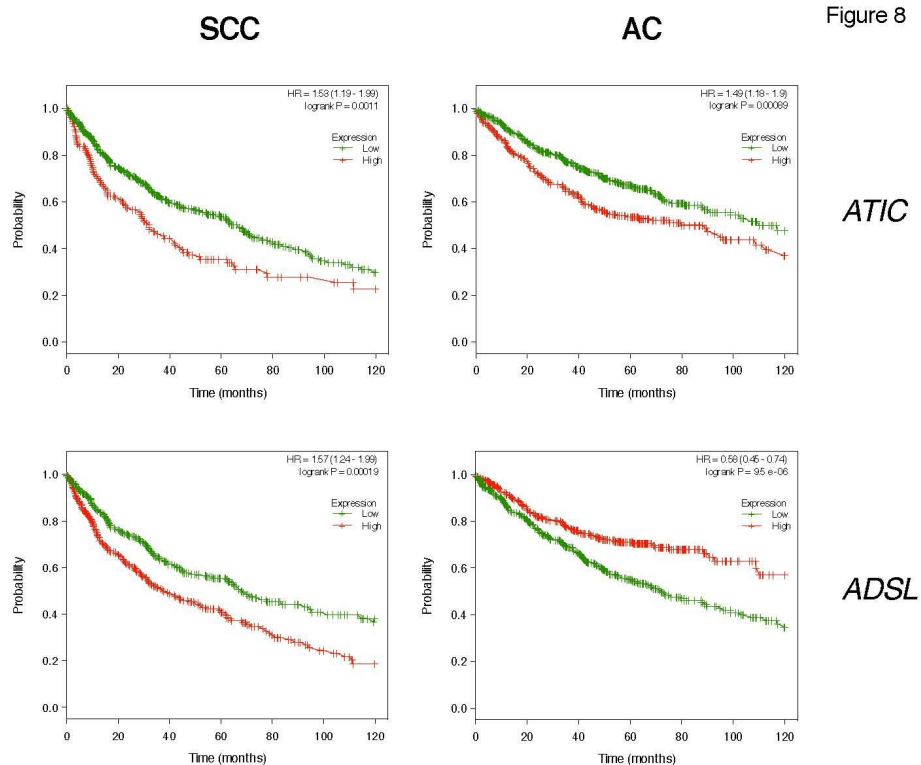 Figure 8
SCC
AC
HR = 1.53 (1.19 - 1.99)
logrank P = 0.0011
Expression
Low
High
1.0
0.8
0.6
0.4
0.2
0.0
Probability
0 20 40 60 80 100 120
Time (months)
HR = 1.49 (1.18 - 1.9)
logrank P = 0.00089
Expression
Low
High
1.0
0.8
0.6
0.4
0.2
0.0
Probability
0 20 40 60 80 100 120
Time (months)
ATIC
HR = 1.57 (1.24 - 1.99)
logrank P = 0.00019
Expression
Low
High
1.0
0.8
0.6
0.4
0.2
0.0
Probability
0 20 40 60 80 100 120
Time (months)
HR = 0.58 (0.45 - 0.74)
logrank P = 9.5 e-06
Expression
Low
High
1.0
0.8
0.6
0.4
0.2
0.0
Probability
0 20 40 60 80 100 120
Time (months)
ADSL